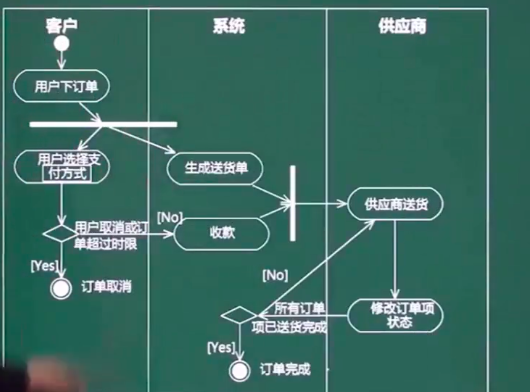 客户
系统
供应商
用户下订单
用户选择支
付方式
生成送货单
供应商送货
[No]
用户取消或订
单超过时限
收款
[Yes]
订单取消
[No]
所有订单
项已送货完成
修改订单项
状态
[Yes]
订单完成